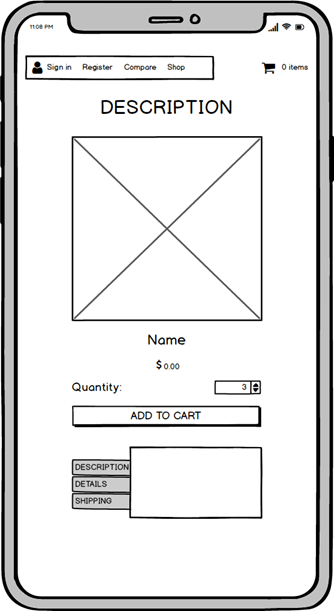 11:08 PM
Sign in Register Compare Shop 0 items
DESCRIPTION
Name
$ 0.00
Quantity: 3
ADD TO CART
DESCRIPTION
DETAILS
SHIPPING